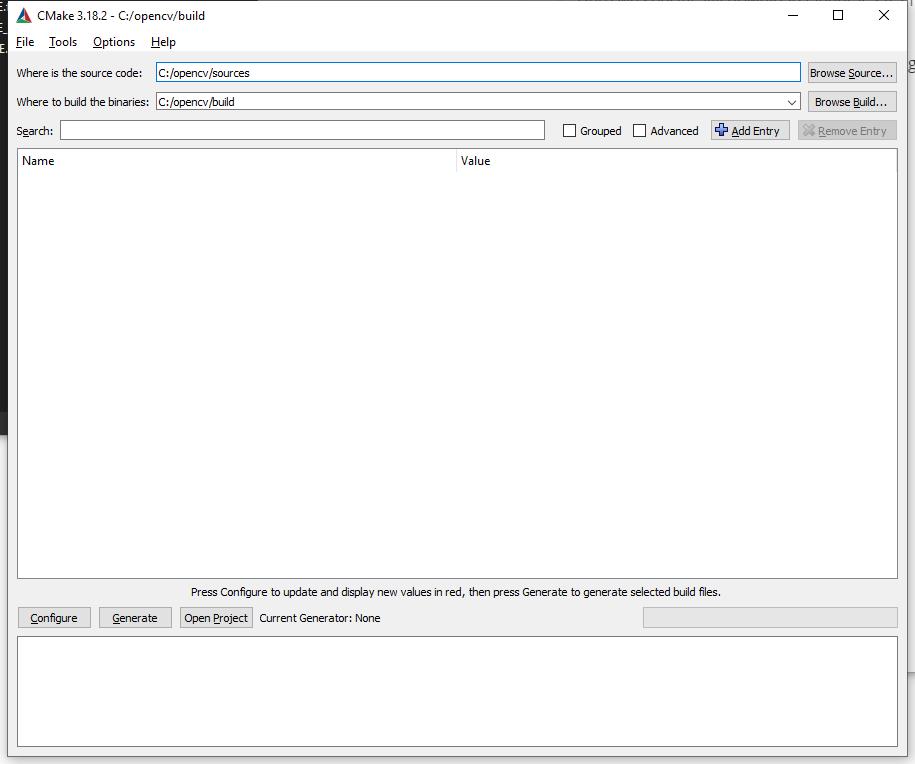 CMake 3.18.2 - C:/opencv/build
File Tools Options Help
Where is the source code: C:/opencv/sources Browse Source...
Where to build the binaries: C:/opencv/build Browse Build...
Search: Grouped Advanced Add Entry Remove Entry
Name Value
Press Configure to update and display new values in red, then press Generate to generate selected build files.
Configure Generate Open Project Current Generator: None